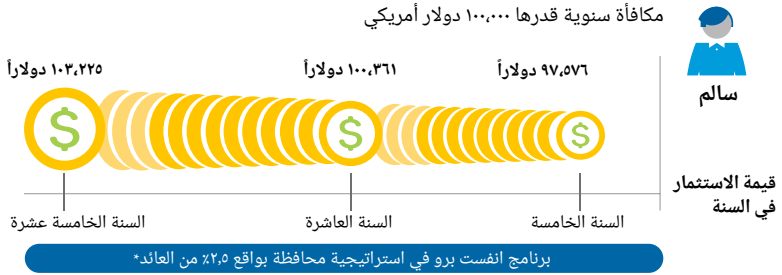 مكافأة سنوية قدرها ١٠٠،٠٠٠ دولار أمريكي
سالم
٩٧،٥٧٦ دولاراً
١٠٠،٣٦١ دولاراً
١٠٣،٢٢٥ دولاراً
قيمة الاستثمار
في السنة
السنة الخامسة
السنة العاشرة
السنة الخامسة عشرة
برنامج انفست برو في استراتيجية محافظة بواقع ٢,٥٪ من العائد*